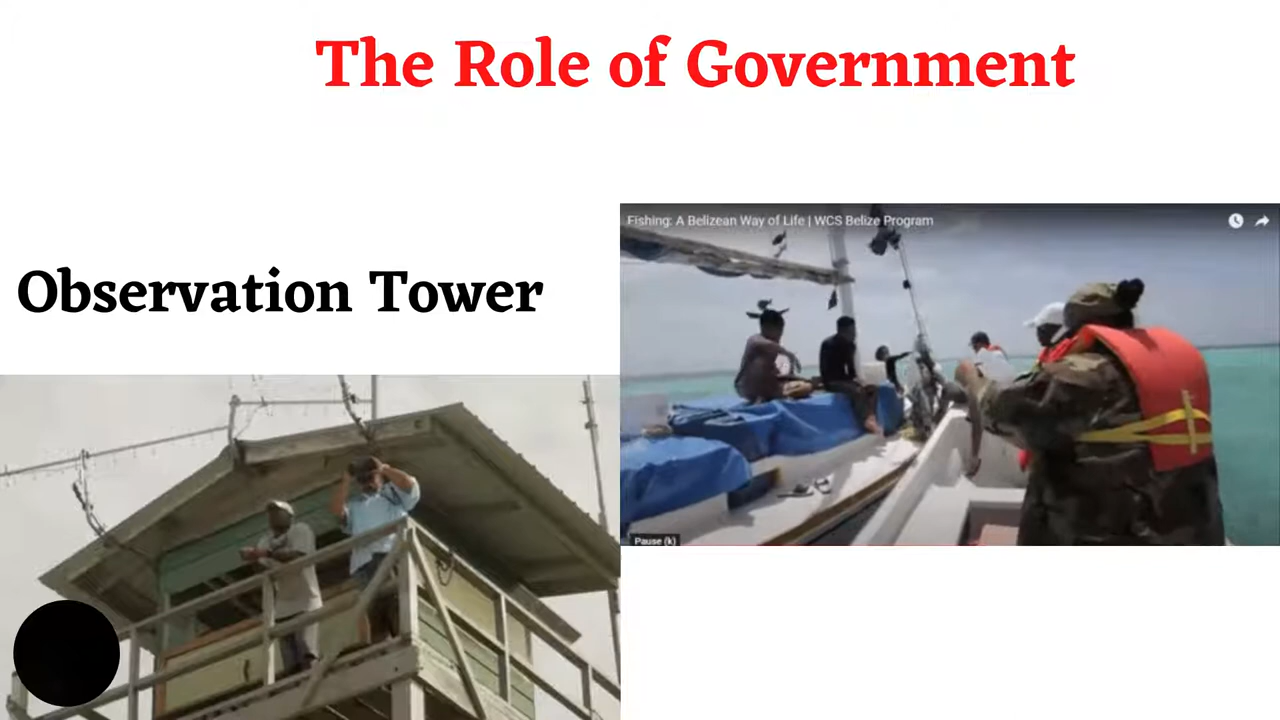 The Role of Government
Fishing: A Belizean Way of Life | WCS Belize Program
Observation Tower
Pause (k)